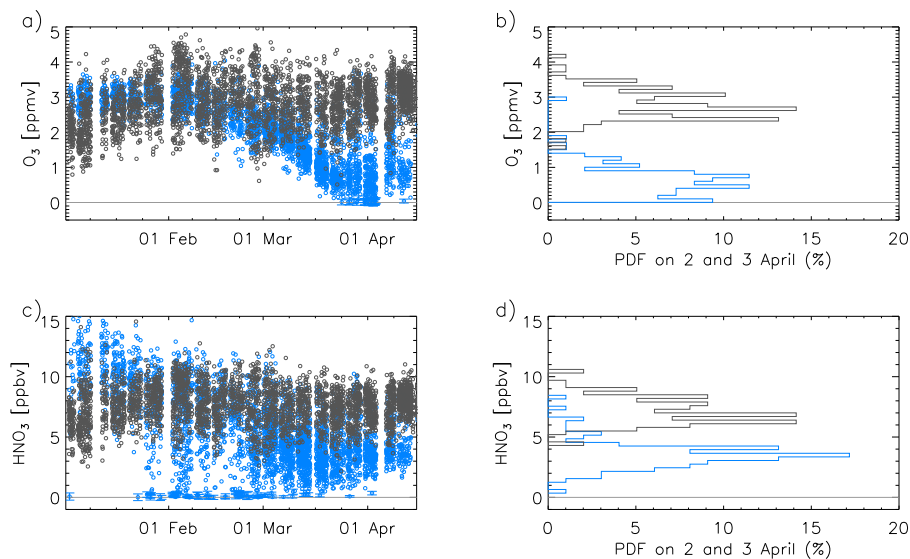 a)
O₃ [ppmv]
5
4
3
2
1
0
01 Feb 01 Mar 01 Apr
b)
O₃ [ppmv]
5
4
3
2
1
0
0 5 10 15 20
PDF on 2 and 3 April (%)
c)
HNO₃ [ppbv]
15
10
5
0
01 Feb 01 Mar 01 Apr
d)
HNO₃ [ppbv]
15
10
5
0
0 5 10 15 20
PDF on 2 and 3 April (%)